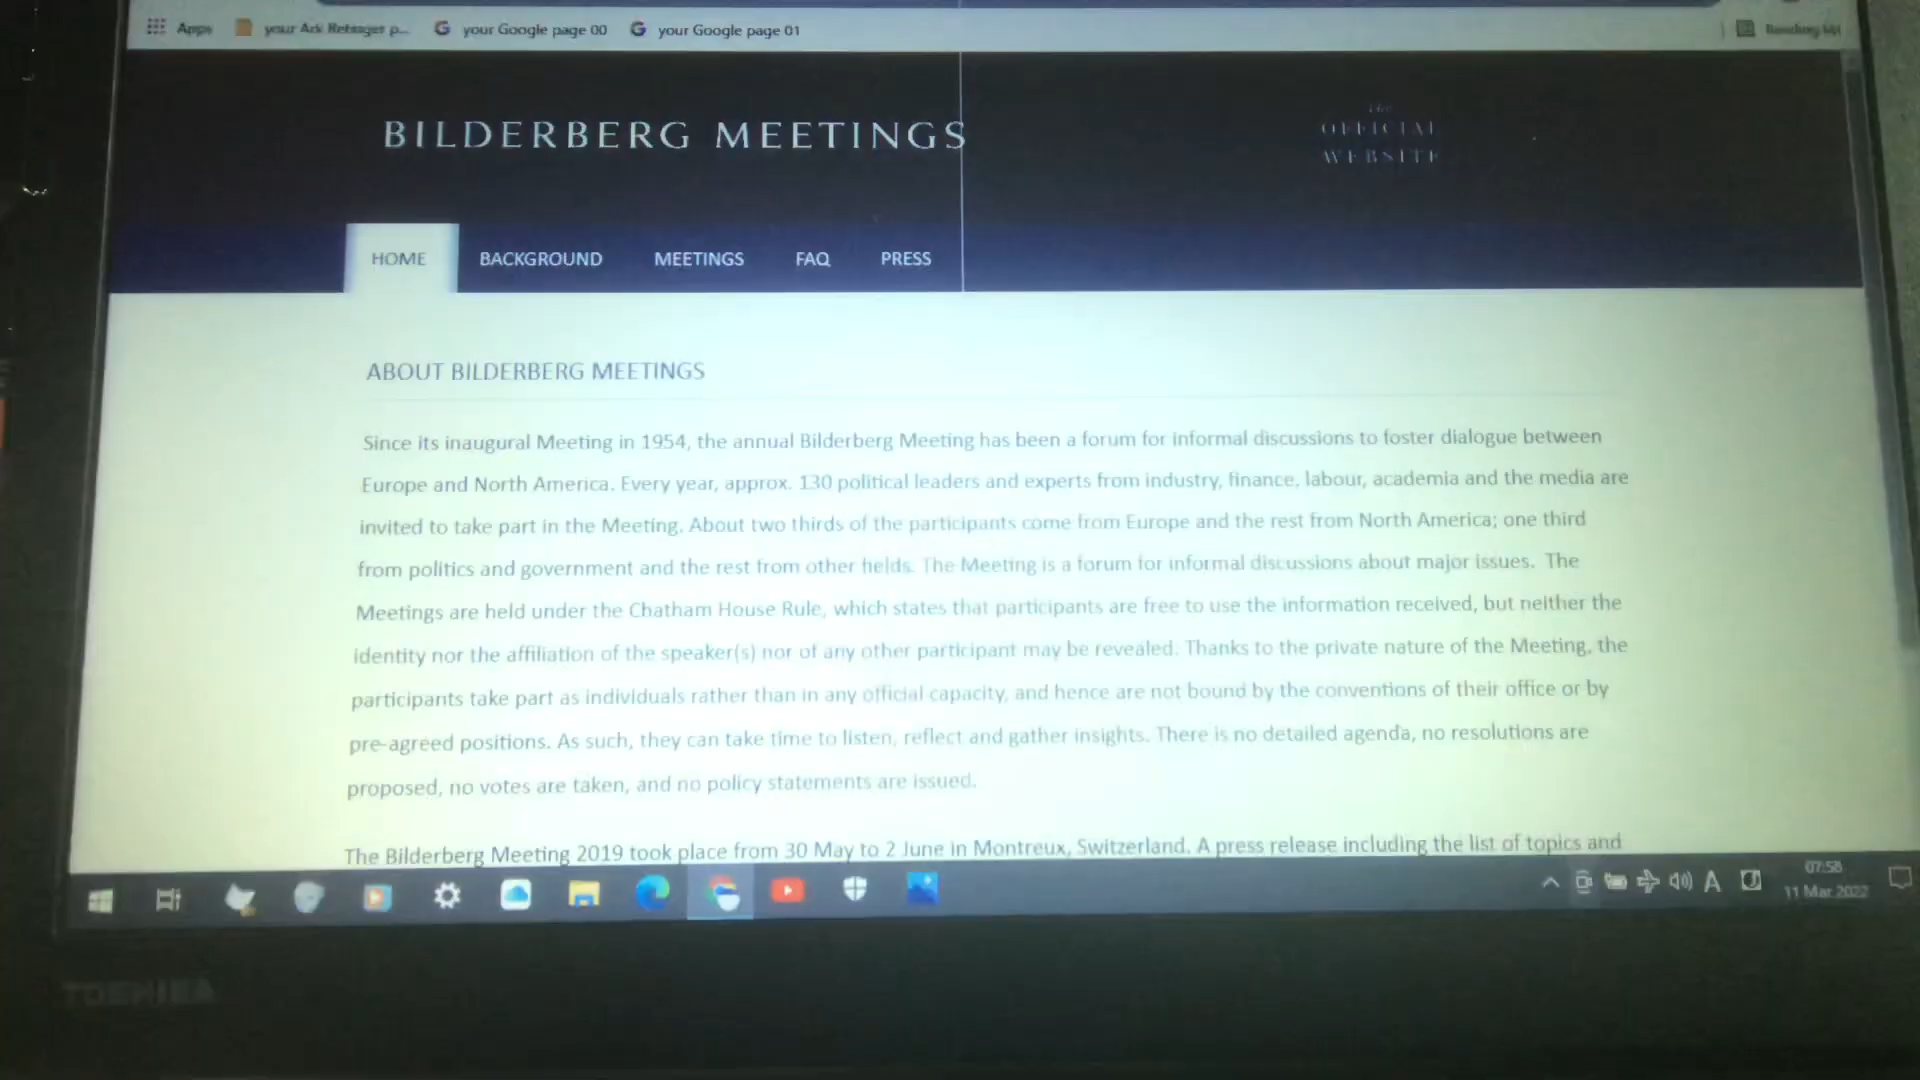 Apps your Ark Retsager p... your Google page 00 your Google page 01 Reading list
BILDERBERG MEETINGS
The
OFFICIAL
WEBSITE
HOME BACKGROUND MEETINGS FAQ PRESS
ABOUT BILDERBERG MEETINGS
Since its inaugural Meeting in 1954, the annual Bilderberg Meeting has been a forum for informal discussions to foster dialogue between
Europe and North America. Every year, approx. 130 political leaders and experts from industry, finance, labour, academia and the media are
invited to take part in the Meeting. About two thirds of the participants come from Europe and the rest from North America; one third
from politics and government and the rest from other fields. The Meeting is a forum for informal discussions about major issues. The
Meetings are held under the Chatham House Rule, which states that participants are free to use the information received, but neither the
identity nor the affiliation of the speaker(s) nor of any other participant may be revealed. Thanks to the private nature of the Meeting, the
participants take part as individuals rather than in any official capacity, and hence are not bound by the conventions of their office or by
pre-agreed positions. As such, they can take time to listen, reflect and gather insights. There is no detailed agenda, no resolutions are
proposed, no votes are taken, and no policy statements are issued.
The Bilderberg Meeting 2019 took place from 30 May to 2 June in Montreux, Switzerland. A press release including the list of topics and
A
07:58
11 Mar 2022
TOSHIBA